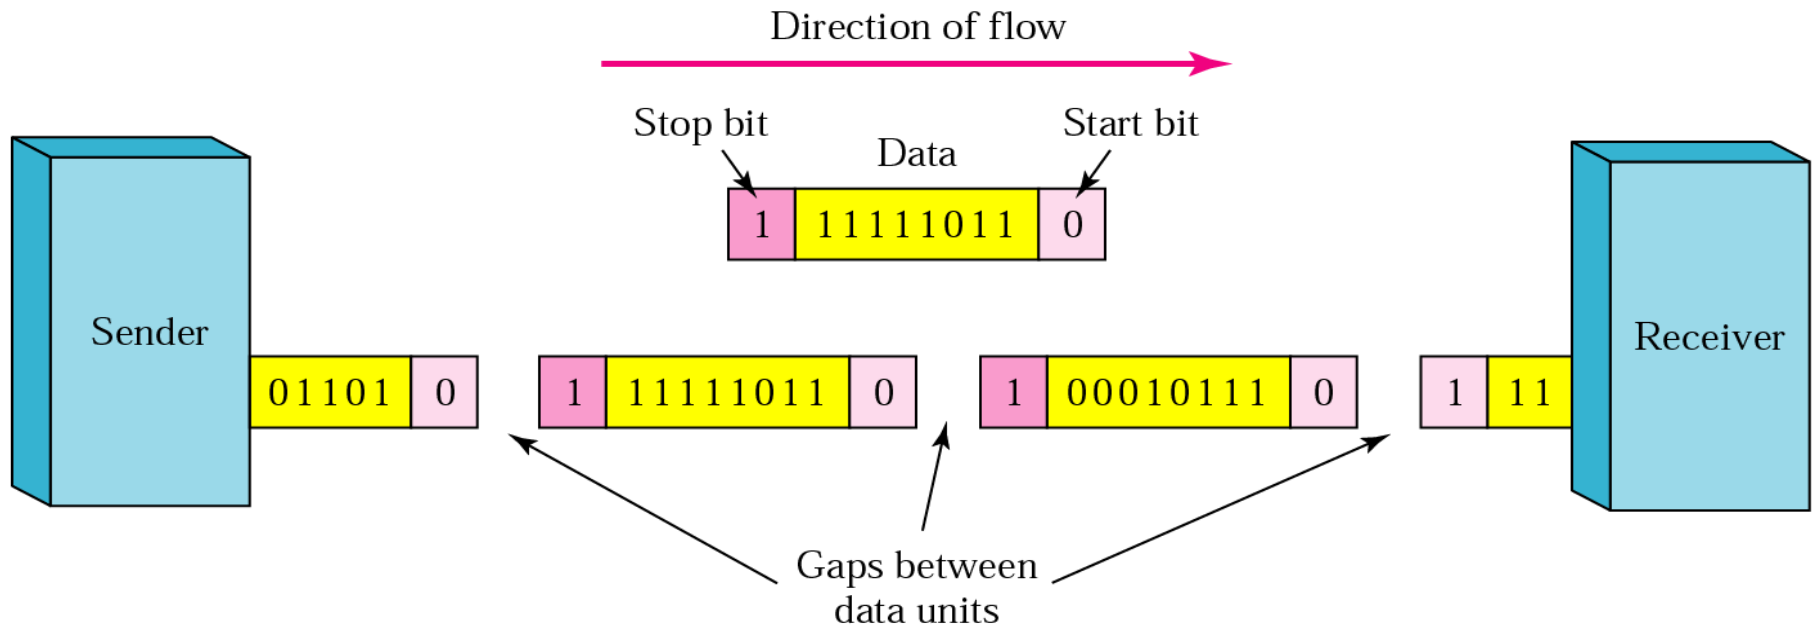 Direction of flow
Stop bit
Start bit
Data
1 11111011 0
Sender
Receiver
01101 0 1 11111011 0 1 00010111 0 1 11
Gaps between
data units